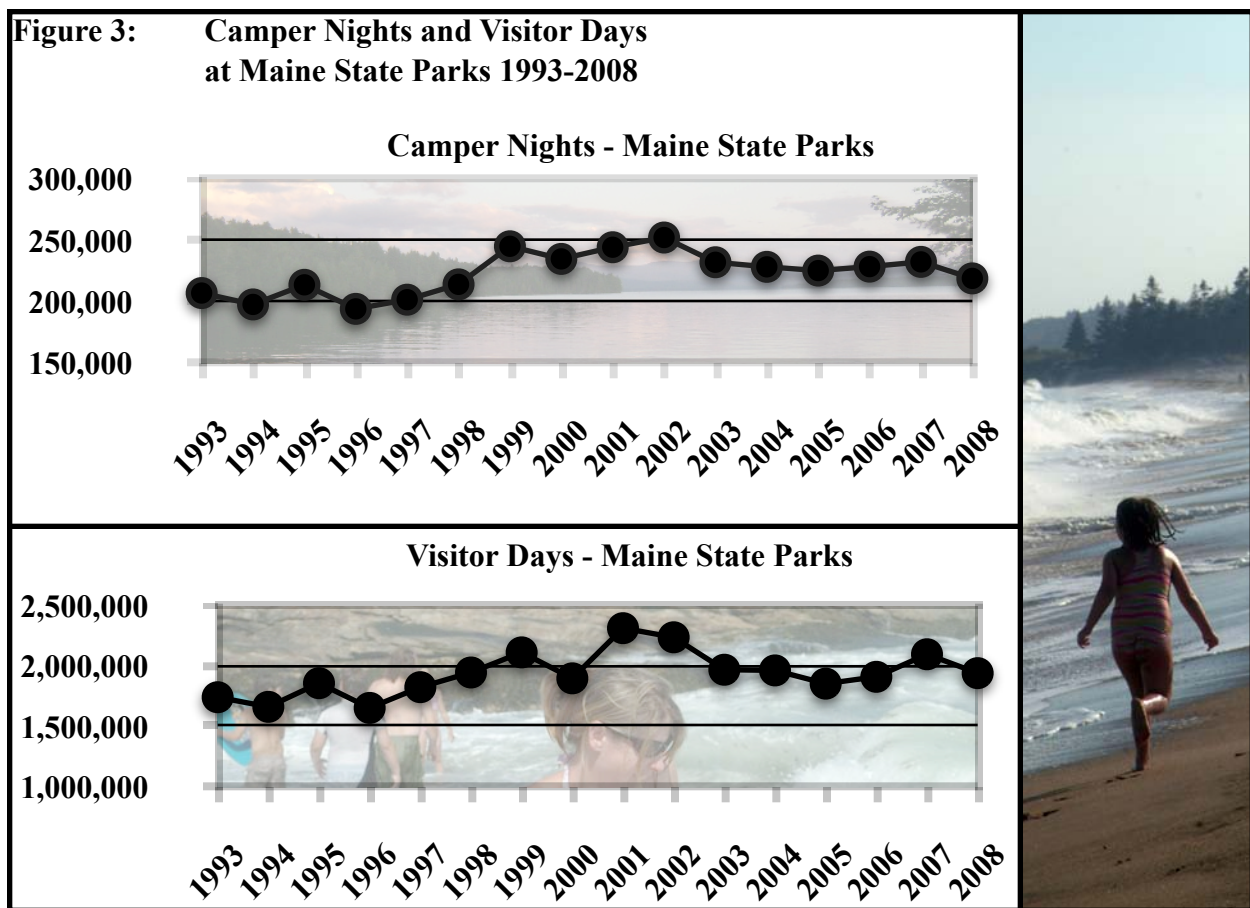 Figure 3: Camper Nights and Visitor Days
at Maine State Parks 1993-2008
Camper Nights - Maine State Parks
300,000
250,000
200,000
150,000
1993 1994 1995 1996 1997 1998 1999 2000 2001 2002 2003 2004 2005 2006 2007 2008
Visitor Days - Maine State Parks
2,500,000
2,000,000
1,500,000
1,000,000
1993 1994 1995 1996 1997 1998 1999 2000 2001 2002 2003 2004 2005 2006 2007 2008